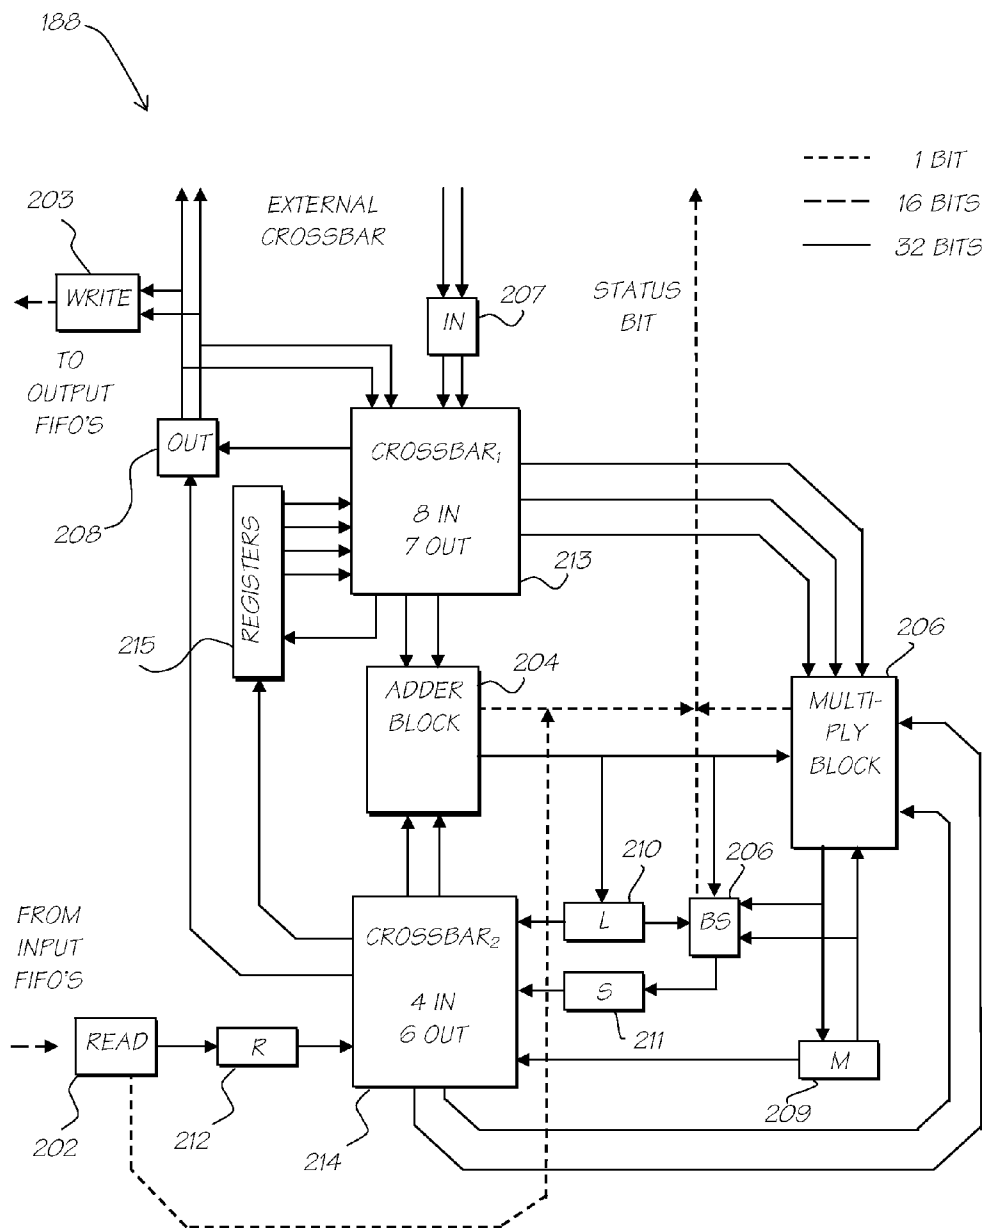 188
1 BIT
16 BITS
32 BITS
203
EXTERNAL
CROSSBAR
WRITE
207
STATUS
BIT
IN
TO
OUTPUT
FIFO'S
OUT
CROSSBAR1
8 IN
7 OUT
208
REGISTERS
213
215
204
206
ADDER
BLOCK
MULTI-
PLY
BLOCK
210
206
FROM
INPUT
FIFO'S
CROSSBAR2
L
BS
4 IN
6 OUT
S
211
READ
R
M
209
202
212
214